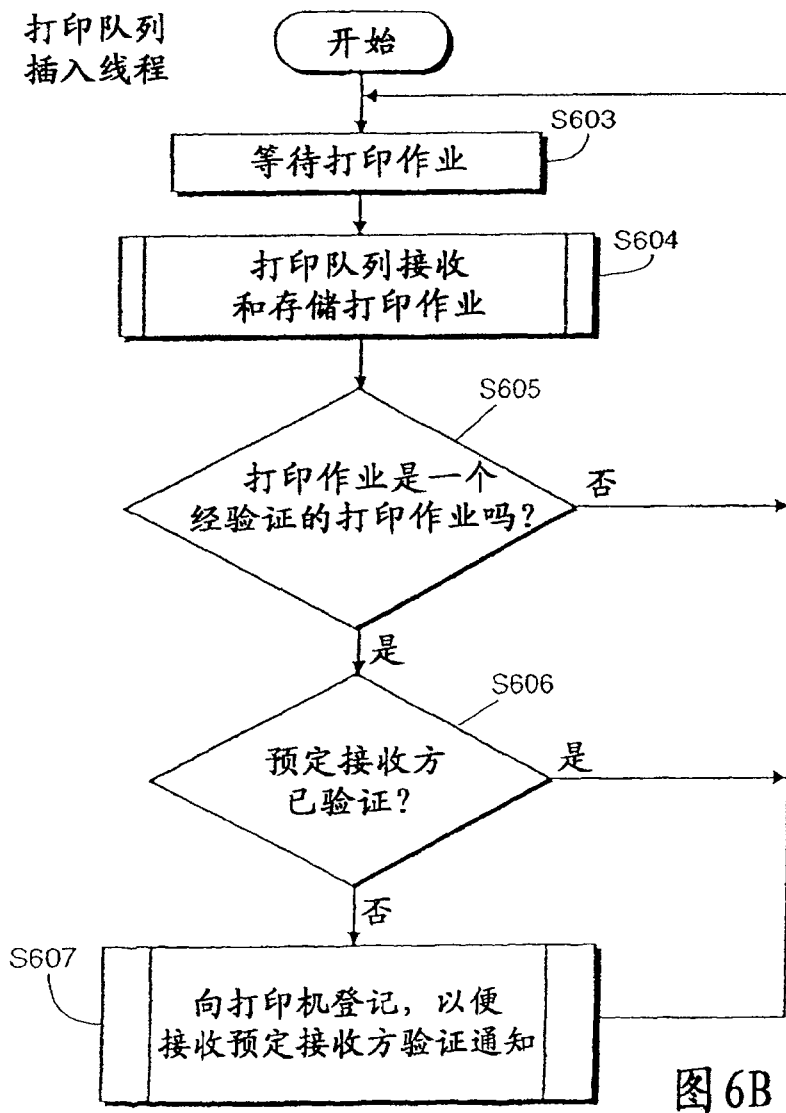 打印队列
插入线程
开始
S603
等待打印作业
S604
打印队列接收
和存储打印作业
S605
打印作业是一个
经验证的打印作业吗?
否
是
S606
预定接收方
已验证?
是
否
S607
向打印机登记, 以便
接收预定接收方验证通知
图 6B